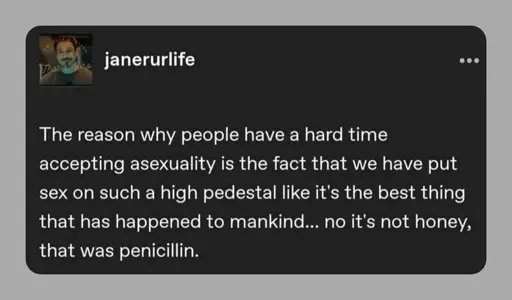 janerurlife
The reason why people have a hard time
accepting asexuality is the fact that we have put
sex on such a high pedestal like it's the best thing
that has happened to mankind... no it's not honey,
that was penicillin.